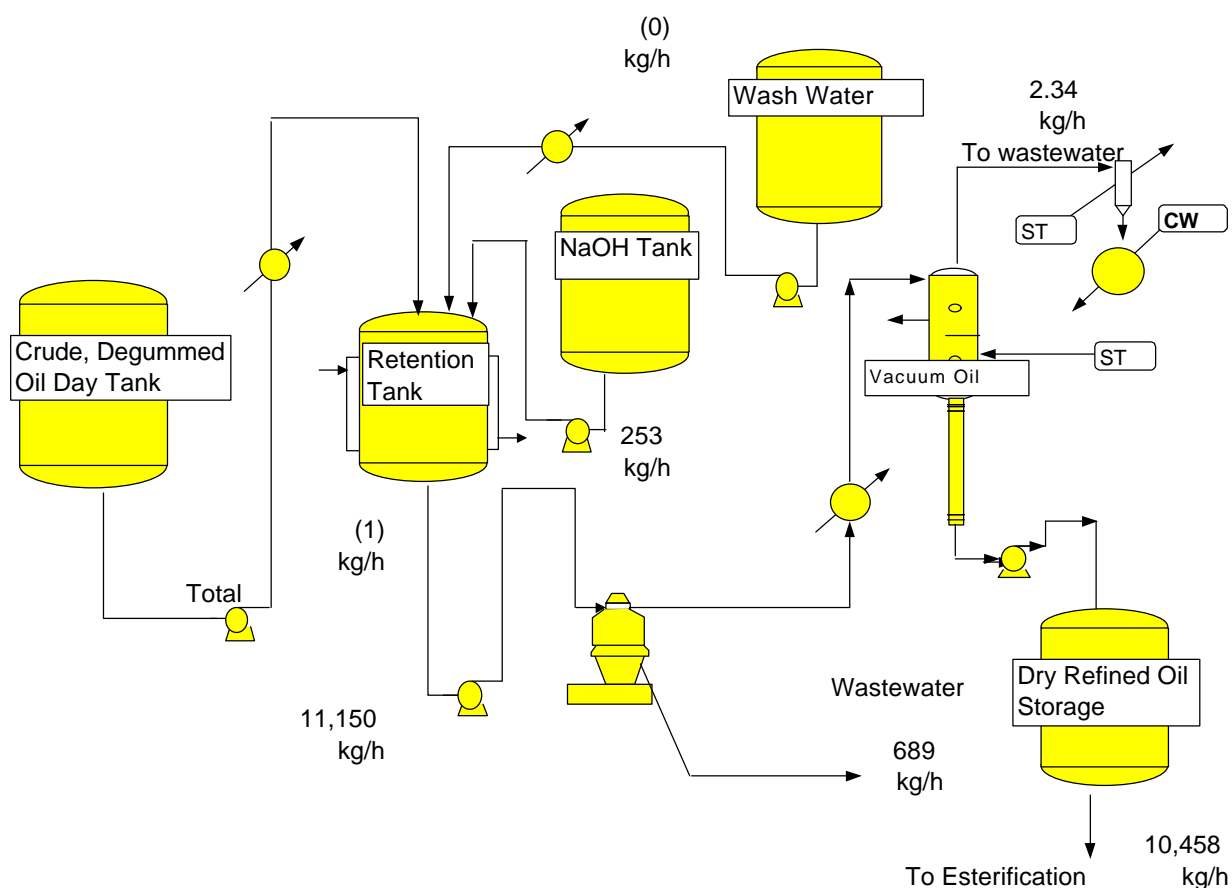 (0)
kg/h
Wash Water
2.34
kg/h
To wastewater
ST
CW
NaOH Tank
Crude, Degummed
Oil Day Tank
Retention
Tank
ST
Vacuum Oil
253
kg/h
(1)
kg/h
Total
11,150
kg/h
Wastewater
689
kg/h
Dry Refined Oil
Storage
10,458
To Esterification kg/h